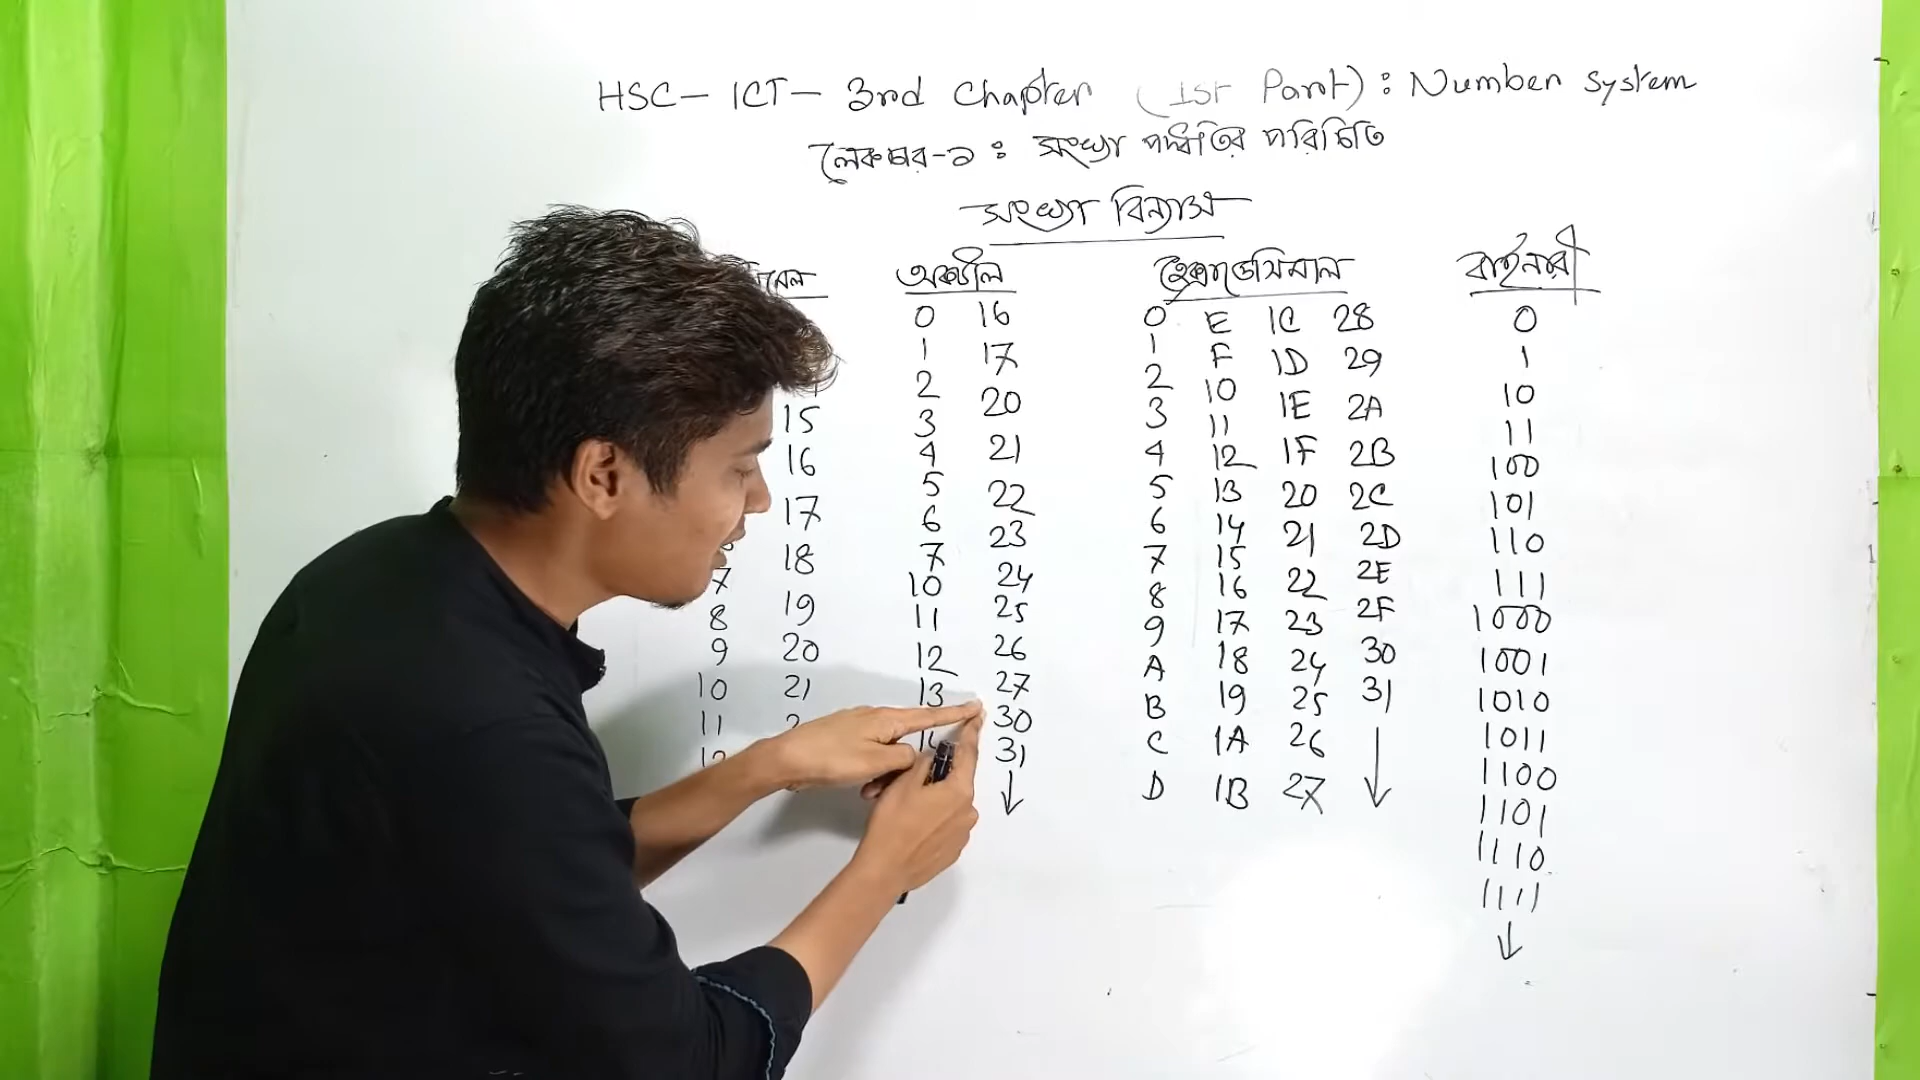 HSC- ICT- 3rd Chapter (1st Part): Number system
লেকচার-১ : সংখ্যা পদ্ধতির পরিচিতি
সংখ্যা বিন্যাস
অক্টাল হেক্সাডেসিমাল বাইনারী
0 16 0 E 1C 28 0
1 17 1 F 1D 29 1
15 2 20 2 10 1E 2A 10
16 3 21 3 11 1F 2B 11
17 4 22 4 12 20 2C 100
18 5 23 5 13 21 2D 101
7 19 6 24 6 14 22 2E 110
8 20 7 25 7 15 23 2F 111
9 21 10 26 8 16 24 30 1000
10 11 27 9 17 25 31 1001
11 12 30 A 18 26 1010
13 31 B 19 27 1011
↓ C 1A ↓ 1100
D 1B 1101
1110
1111
↓